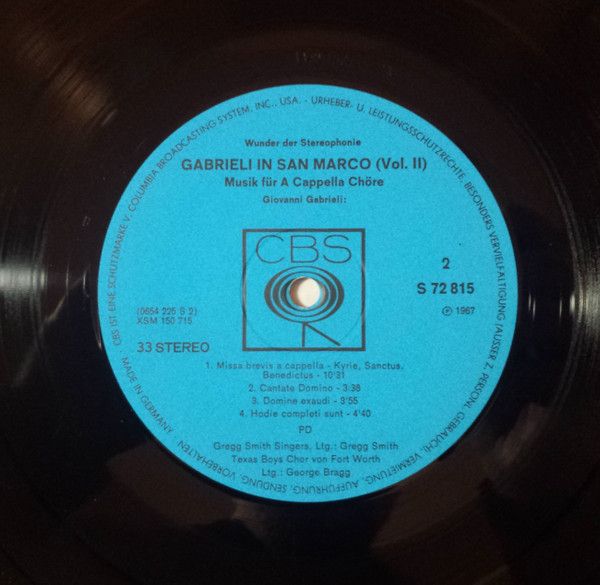 CBS IST EINE SCHUTZMARKE V. COLUMBIA BROADCASTING SYSTEM, INC., USA. · URHEBER- U. LEISTUNGSSCHUTZRECHTE, BESONDERS VERVIELFÄLTIGUNG (AUSSER Z. PERSÖNL. GEBRAUCH), VERMIETUNG, AUFFÜHRUNG, SENDUNG, VORBEHALTEN
MADE IN GERMANY
Wunder der Stereophonie
GABRIELI IN SAN MARCO (Vol. II)
Musik für A Cappella Chöre
Giovanni Gabrieli:
CBS
2
S 72 815
(0654 225 S 2)
KSM 150 715
℗ 1967
33 STEREO
1. Missa brevis a cappella - Kyrie, Sanctus,
Benedictus - 10'31
2. Cantate Domino - 3:38
3. Domine exaudi - 3'55
4. Hodie completi sunt - 4'40
PD
Gregg Smith Singers, Ltg: Gregg Smith
Texas Boys Chor von Fort Worth
Ltg.: George Bragg